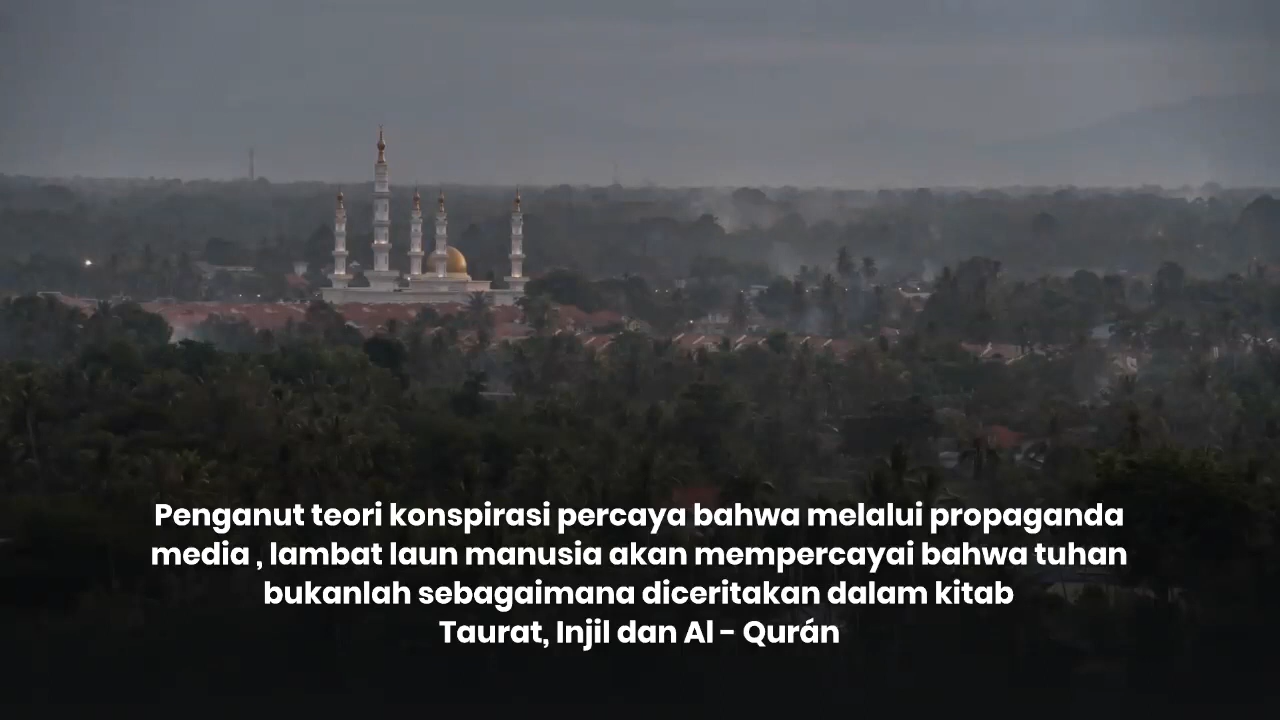 Penganut teori konspirasi percaya bahwa melalui propaganda
media , lambat laun manusia akan mempercayai bahwa tuhan
bukanlah sebagaimana diceritakan dalam kitab
Taurat, Injil dan Al - Qurán